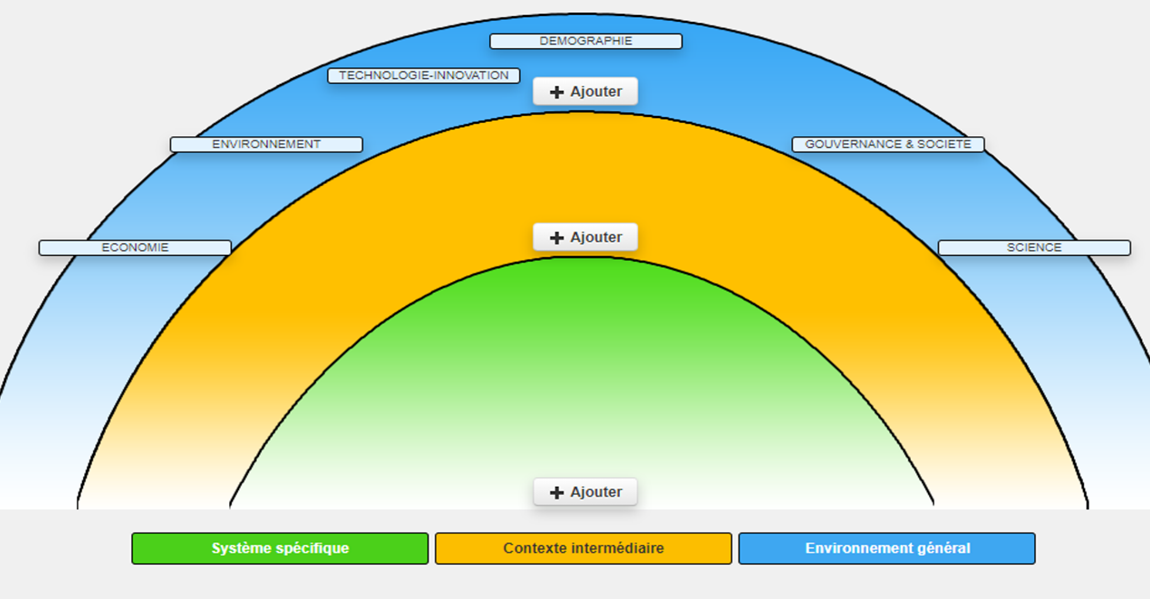 DEMOGRAPHIE
TECHNOLOGIE-INNOVATION
Ajouter
ENVIRONNEMENT
GOUVERNANCE & SOCIETE
Ajouter
ECONOMIE
SCIENCE
Ajouter
Système spécifique
Contexte intermédiaire
Environnement général